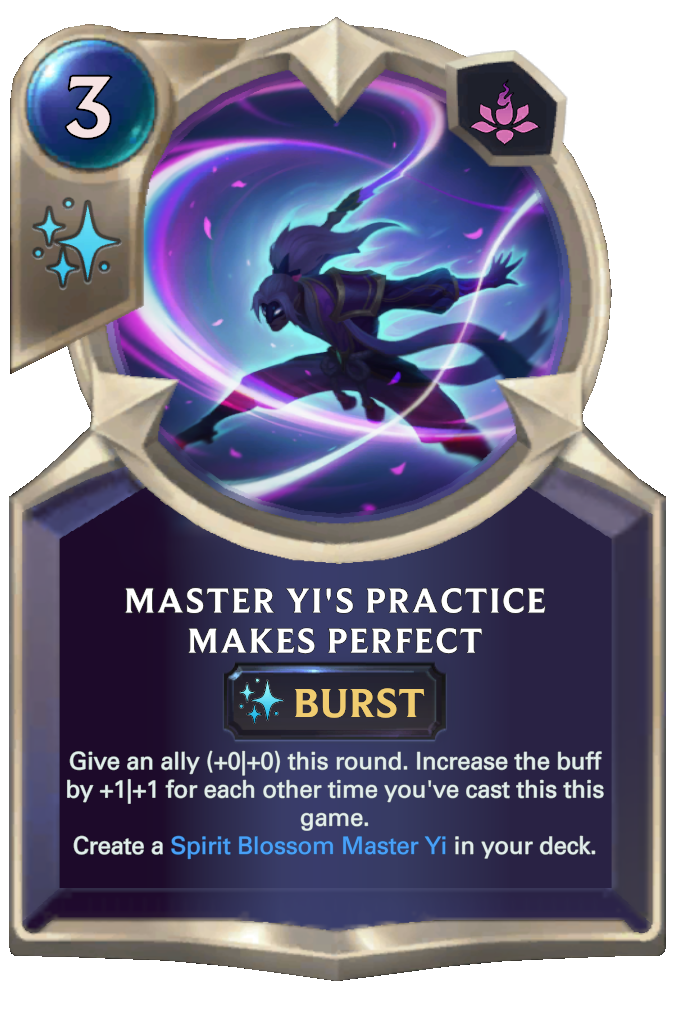 3
MASTER YI'S PRACTICE
MAKES PERFECT
BURST
Give an ally (+0|+0) this round. Increase the buff
by +1|+1 for each other time you've cast this this
game.
Create a Spirit Blossom Master Yi in your deck.